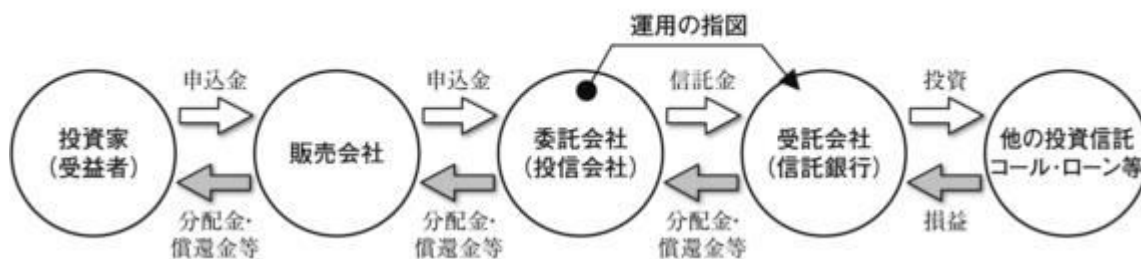 運用の指図
申込金
申込金
信託金
投資
投資家
(受益者)
販売会社
委託会社
(投信会社)
受託会社
(信託銀行)
他の投資信託
コール・ローン等
分配金・
償還金等
分配金・
償還金等
分配金・
償還金等
損益